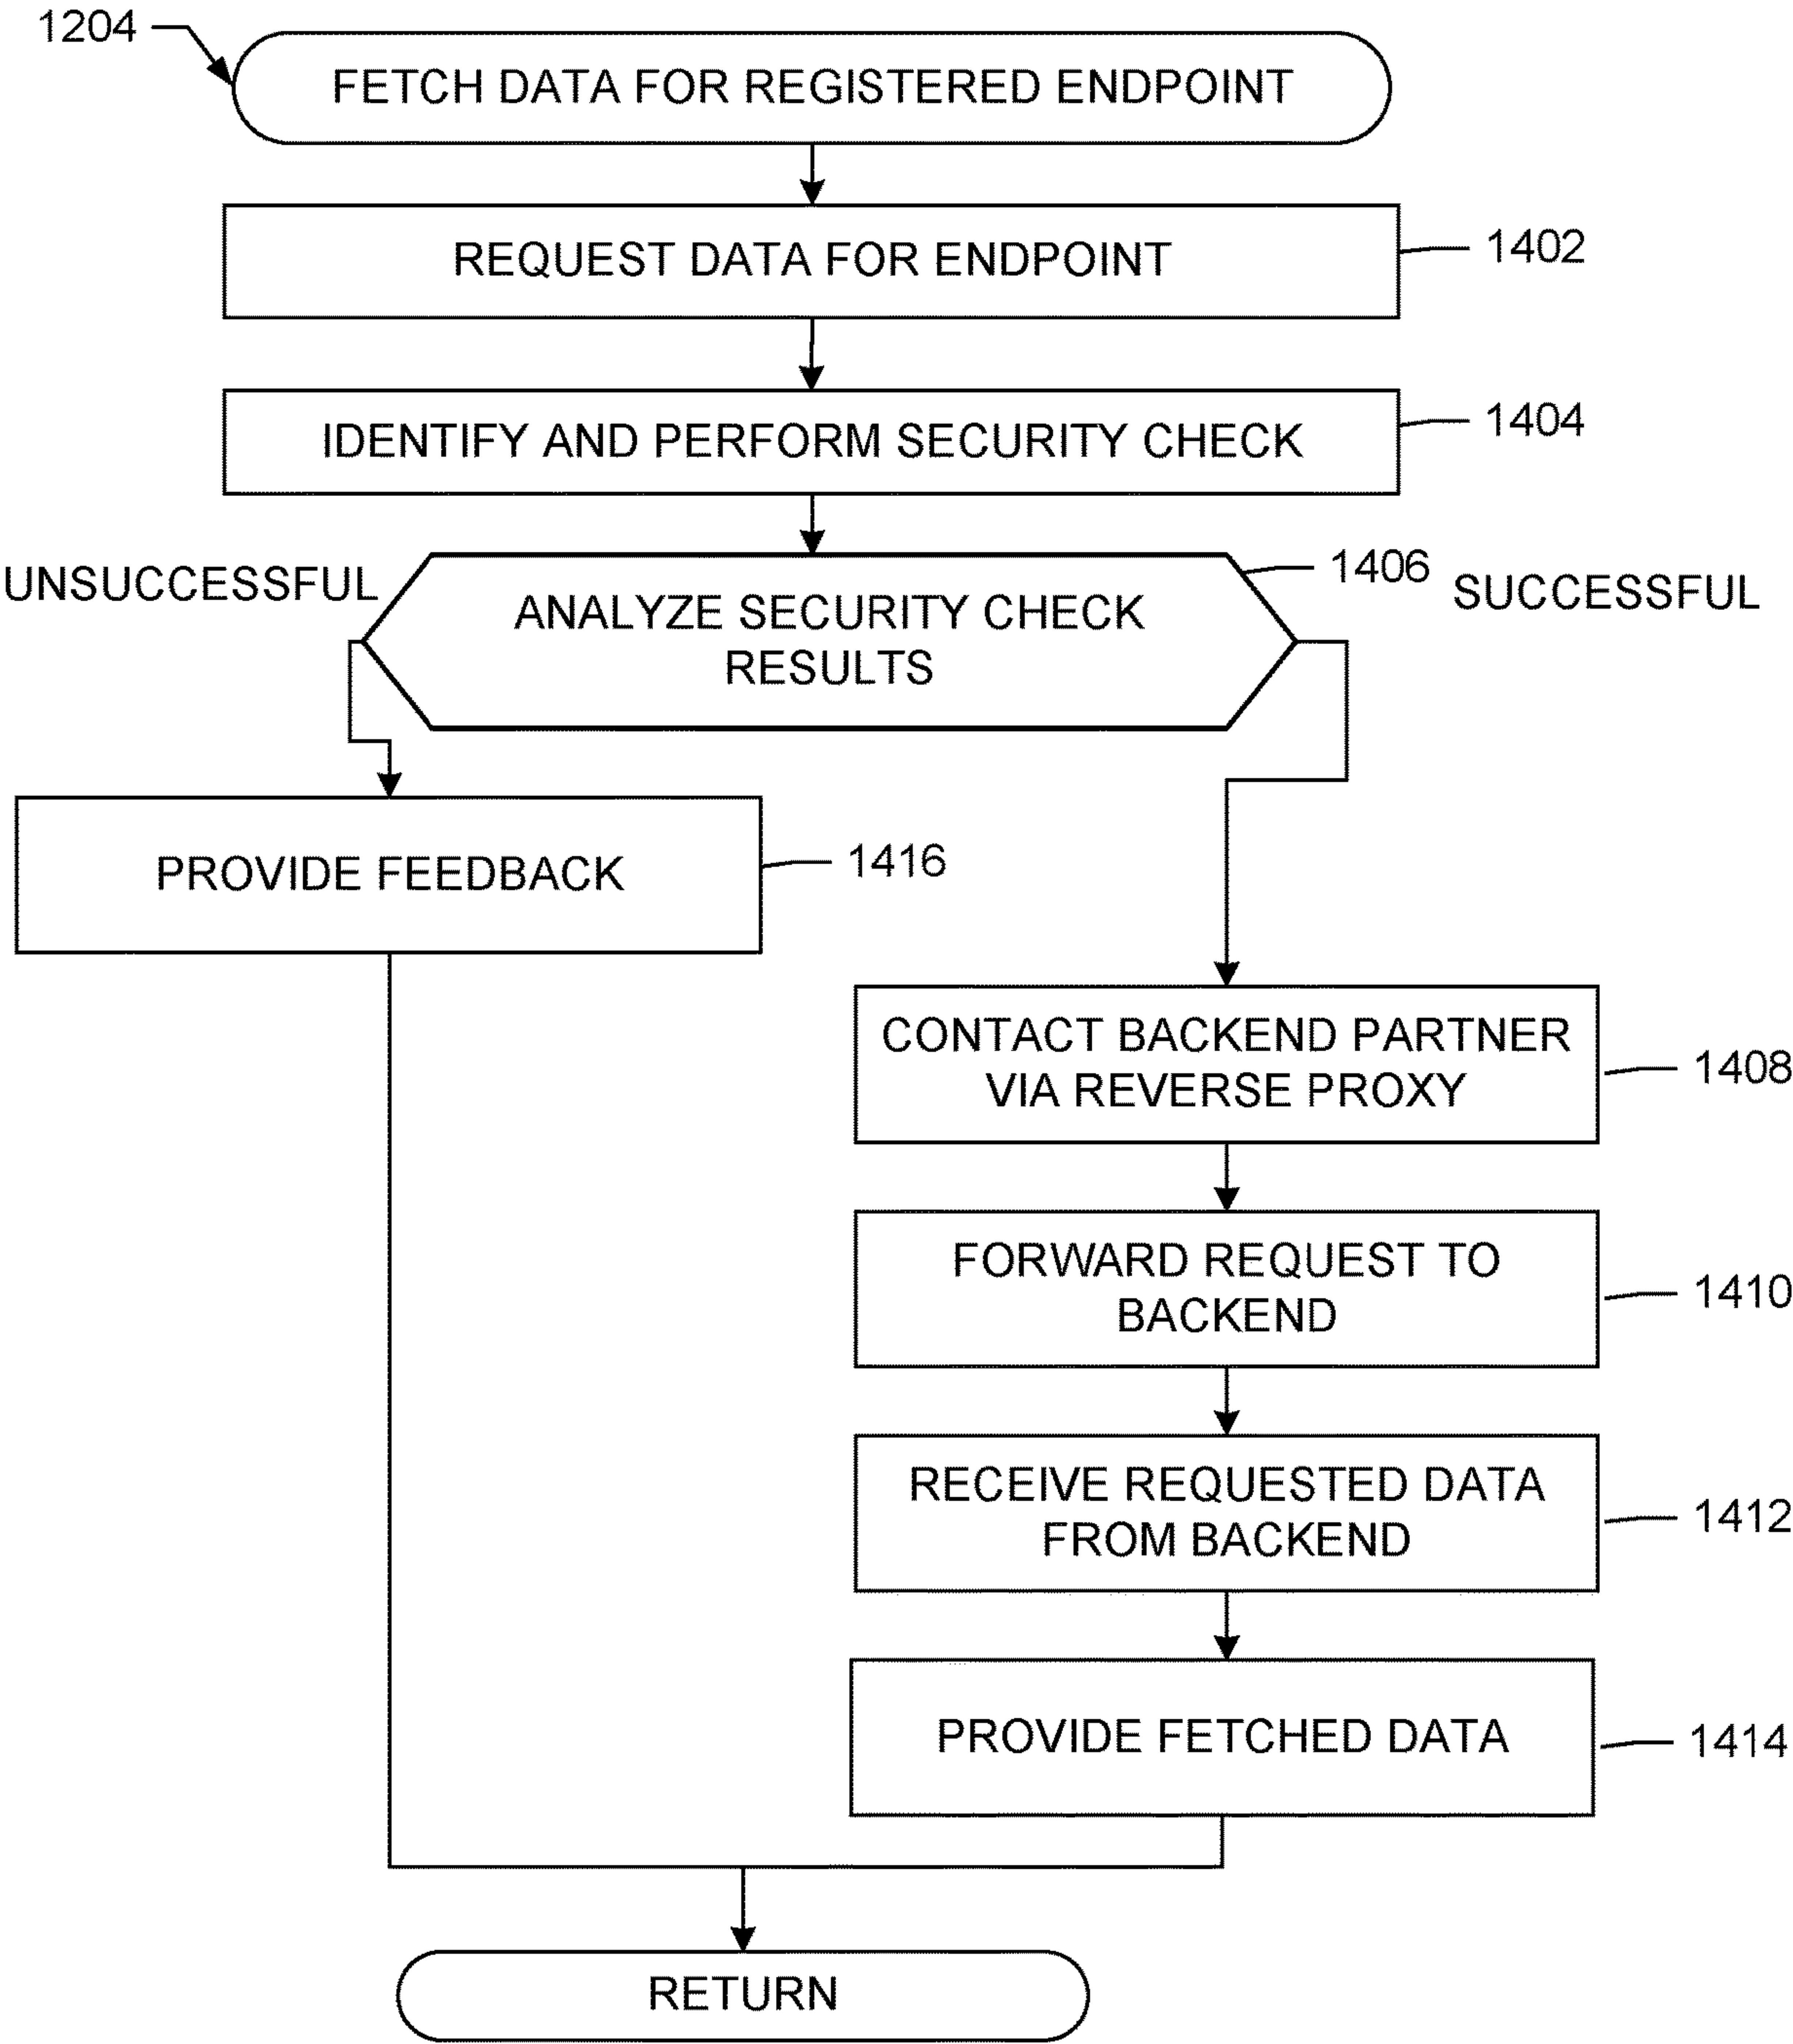 1204
FETCH DATA FOR REGISTERED ENDPOINT
REQUEST DATA FOR ENDPOINT
1402
IDENTIFY AND PERFORM SECURITY CHECK
1404
UNSUCCESSFUL
1406
SUCCESSFUL
ANALYZE SECURITY CHECK
RESULTS
PROVIDE FEEDBACK
1416
CONTACT BACKEND PARTNER
VIA REVERSE PROXY
1408
FORWARD REQUEST TO
BACKEND
1410
RECEIVE REQUESTED DATA
FROM BACKEND
1412
PROVIDE FETCHED DATA
1414
RETURN